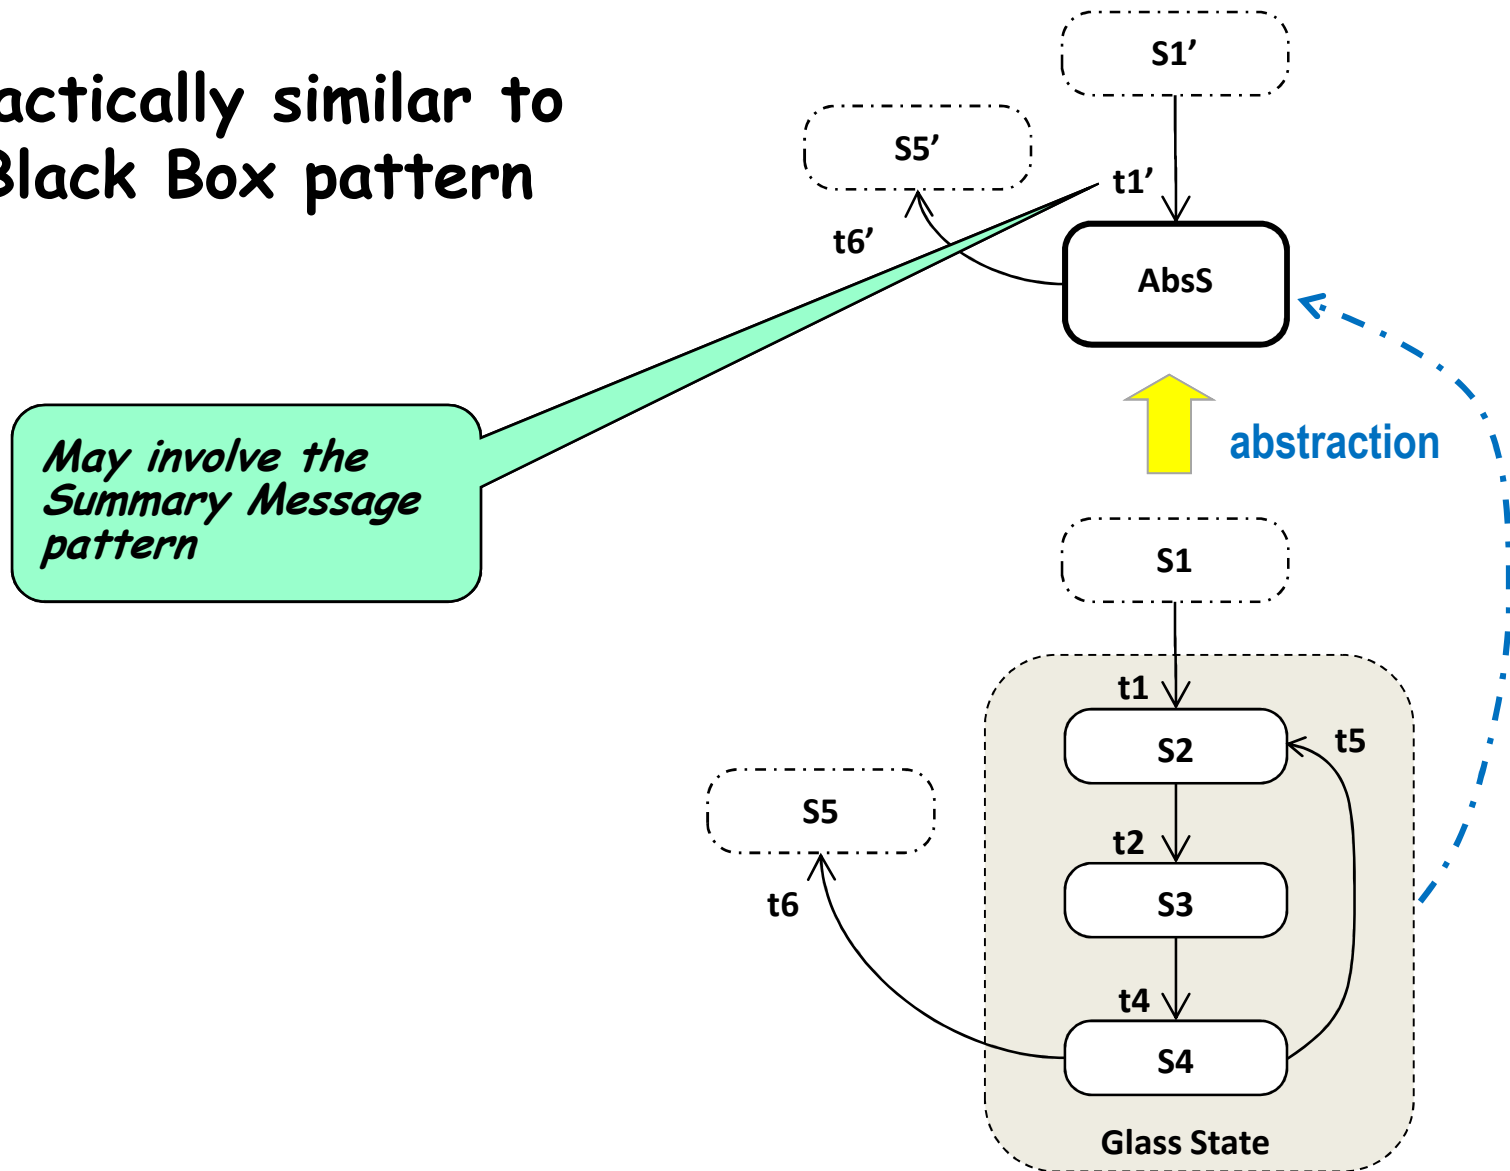 actically similar to
Black Box pattern
S1’
S5’
t1’
t6’
AbsS
May involve the
Summary Message
pattern
abstraction
S1
t1
S2
t5
S5
t2
t6
S3
t4
S4
Glass State